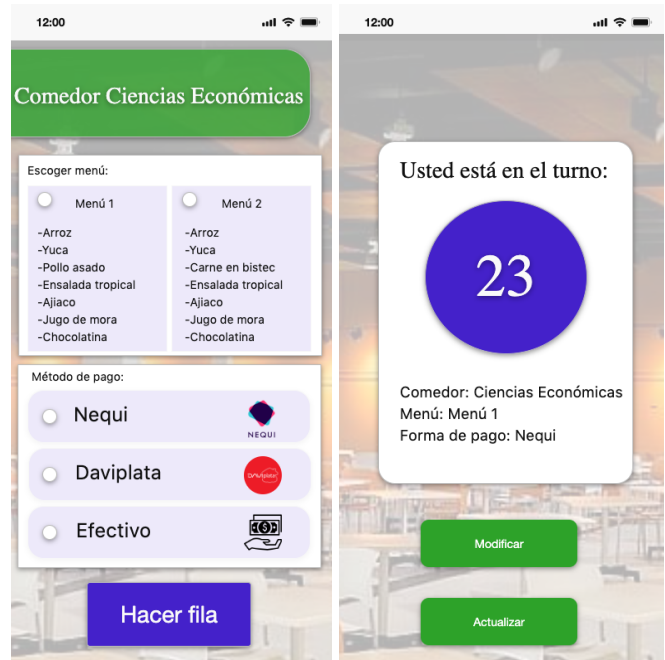 12:00
Comedor Ciencias Económicas
Escoger menú:
Menú 1
-Arroz
-Yuca
-Pollo asado
-Ensalada tropical
-Ajiaco
-Jugo de mora
-Chocolatina
Menú 2
-Arroz
-Yuca
-Carne en bistec
-Ensalada tropical
-Ajiaco
-Jugo de mora
-Chocolatina
Método de pago:
Nequi
NEQUI
Daviplata
DAVIplata
Efectivo
Hacer fila
12:00
Usted está en el turno:
23
Comedor: Ciencias Económicas
Menú: Menú 1
Forma de pago: Nequi
Modificar
Actualizar